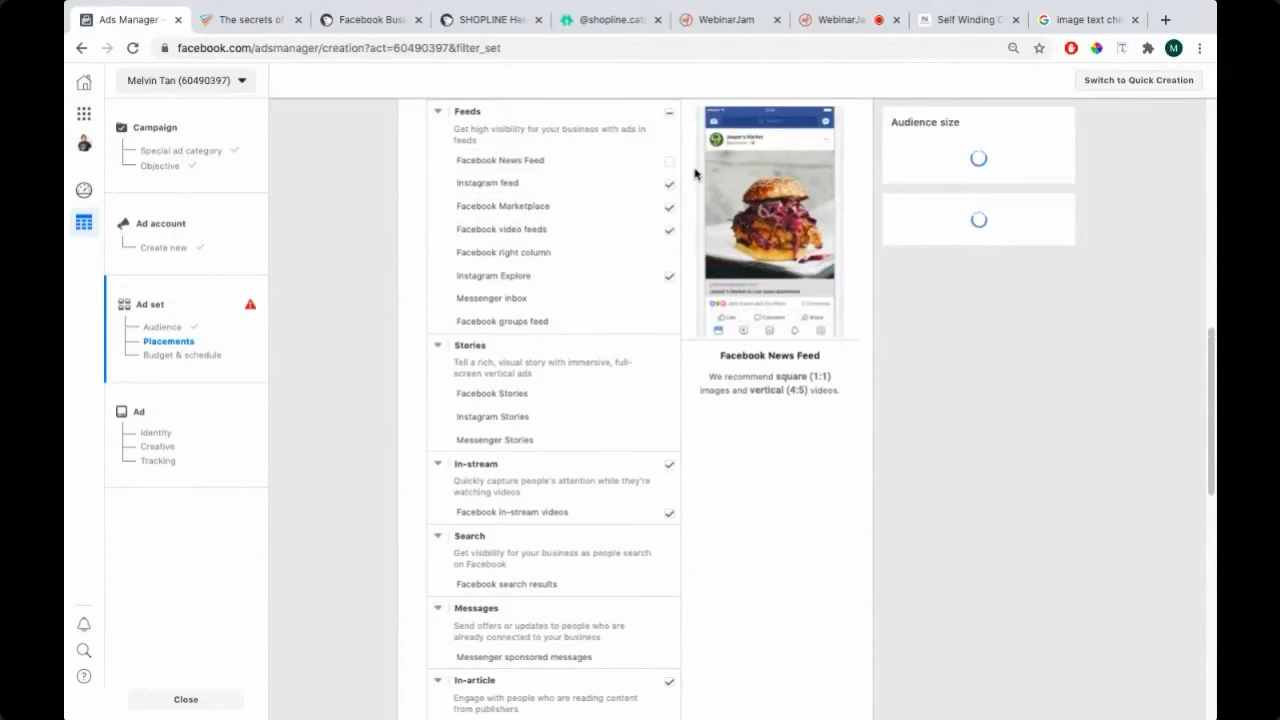 Ads Manager -
The secrets of
Facebook Busi
SHOPLINE Hel
@shopline.cat
WebinarJam
WebinarJa
Self Winding C
image text che
facebook.com/adsmanager/creation?act=60490397&filter_set
M
Melvin Tan (60490397)
Switch to Quick Creation
Campaign
Special ad category
Objective
Ad account
Create new
Ad set
Audience
Placements
Budget & schedule
Ad
Identity
Creative
Tracking
Close
Feeds
Get high visibility for your business with ads in
feeds
Facebook News Feed
Instagram feed
Facebook Marketplace
Facebook video feeds
Facebook right column
Instagram Explore
Messenger inbox
Facebook groups feed
Stories
Tell a rich, visual story with immersive, full-
screen vertical ads
Facebook Stories
Instagram Stories
Messenger Stories
In-stream
Quickly capture people's attention while they're
watching videos
Facebook in-stream videos
Search
Get visibility for your business as people search
on Facebook
Facebook search results
Messages
Send offers or updates to people who are
already connected to your business
Messenger sponsored messages
In-article
Engage with people who are reading content
from publishers
Jasper's Market
Like
Comment
Share
Facebook News Feed
We recommend square (1:1)
images and vertical (4:5) videos.
Audience size